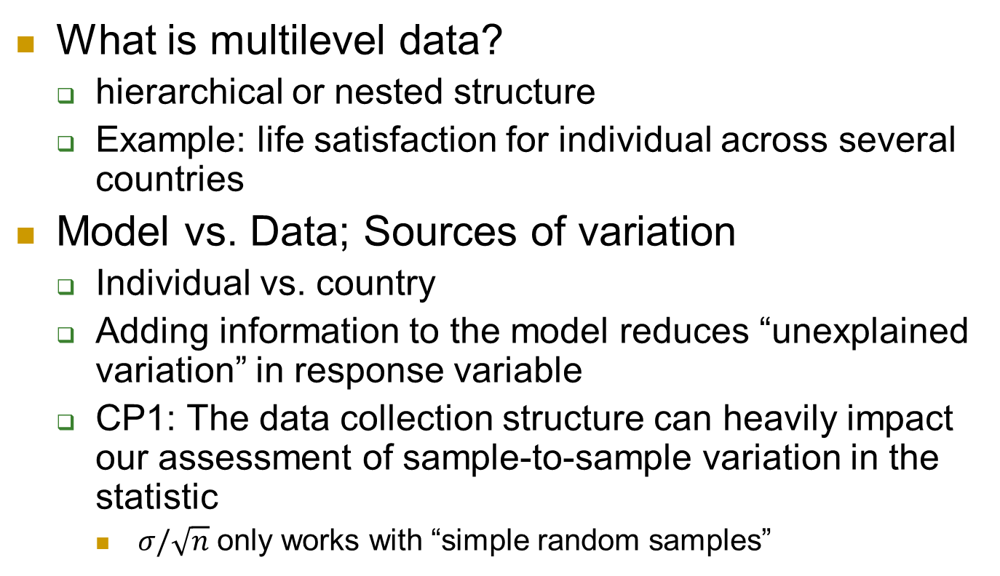 What is multilevel data?
hierarchical or nested structure
Example: life satisfaction for individual across several
countries
Model vs. Data; Sources of variation
Individual vs. country
Adding information to the model reduces “unexplained
variation” in response variable
CP1: The data collection structure can heavily impact
our assessment of sample-to-sample variation in the
statistic
𝜎/√𝑛 only works with “simple random samples”